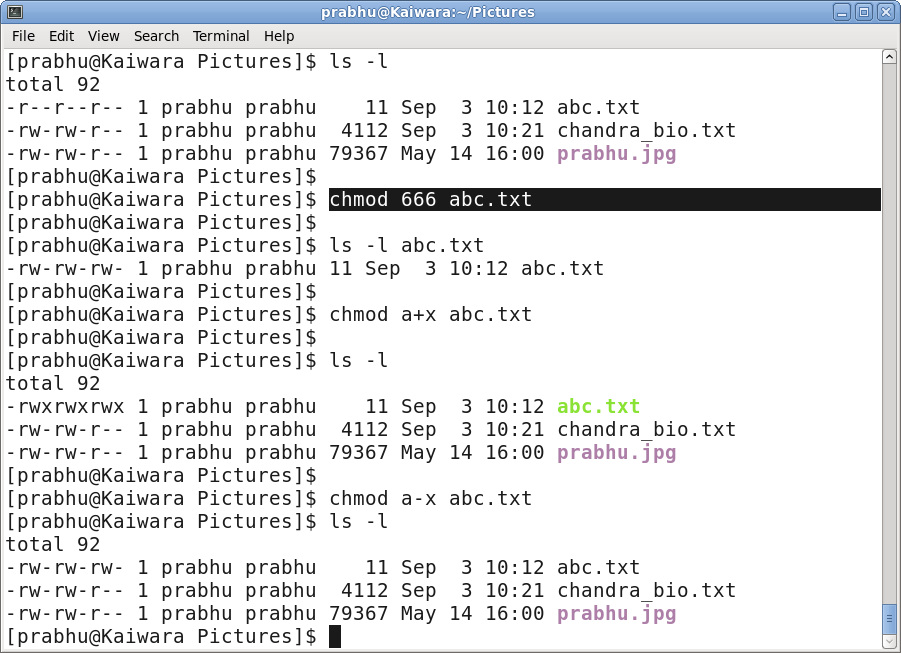 prabhu@Kaiwara:~/Pictures
File Edit View Search Terminal Help
[prabhu@Kaiwara Pictures]$ ls -l
total 92
-r--r--r-- 1 prabhu prabhu    11 Sep  3 10:12 abc.txt
-rw-rw-r-- 1 prabhu prabhu  4112 Sep  3 10:21 chandra_bio.txt
-rw-rw-r-- 1 prabhu prabhu 79367 May 14 16:00 prabhu.jpg
[prabhu@Kaiwara Pictures]$
[prabhu@Kaiwara Pictures]$ chmod 666 abc.txt
[prabhu@Kaiwara Pictures]$
[prabhu@Kaiwara Pictures]$ ls -l abc.txt
-rw-rw-rw- 1 prabhu prabhu 11 Sep  3 10:12 abc.txt
[prabhu@Kaiwara Pictures]$
[prabhu@Kaiwara Pictures]$ chmod a+x abc.txt
[prabhu@Kaiwara Pictures]$
[prabhu@Kaiwara Pictures]$ ls -l
total 92
-rwxrwxrwx 1 prabhu prabhu    11 Sep  3 10:12 abc.txt
-rw-rw-r-- 1 prabhu prabhu  4112 Sep  3 10:21 chandra_bio.txt
-rw-rw-r-- 1 prabhu prabhu 79367 May 14 16:00 prabhu.jpg
[prabhu@Kaiwara Pictures]$
[prabhu@Kaiwara Pictures]$ chmod a-x abc.txt
[prabhu@Kaiwara Pictures]$ ls -l
total 92
-rw-rw-rw- 1 prabhu prabhu    11 Sep  3 10:12 abc.txt
-rw-rw-r-- 1 prabhu prabhu  4112 Sep  3 10:21 chandra_bio.txt
-rw-rw-r-- 1 prabhu prabhu 79367 May 14 16:00 prabhu.jpg
[prabhu@Kaiwara Pictures]$